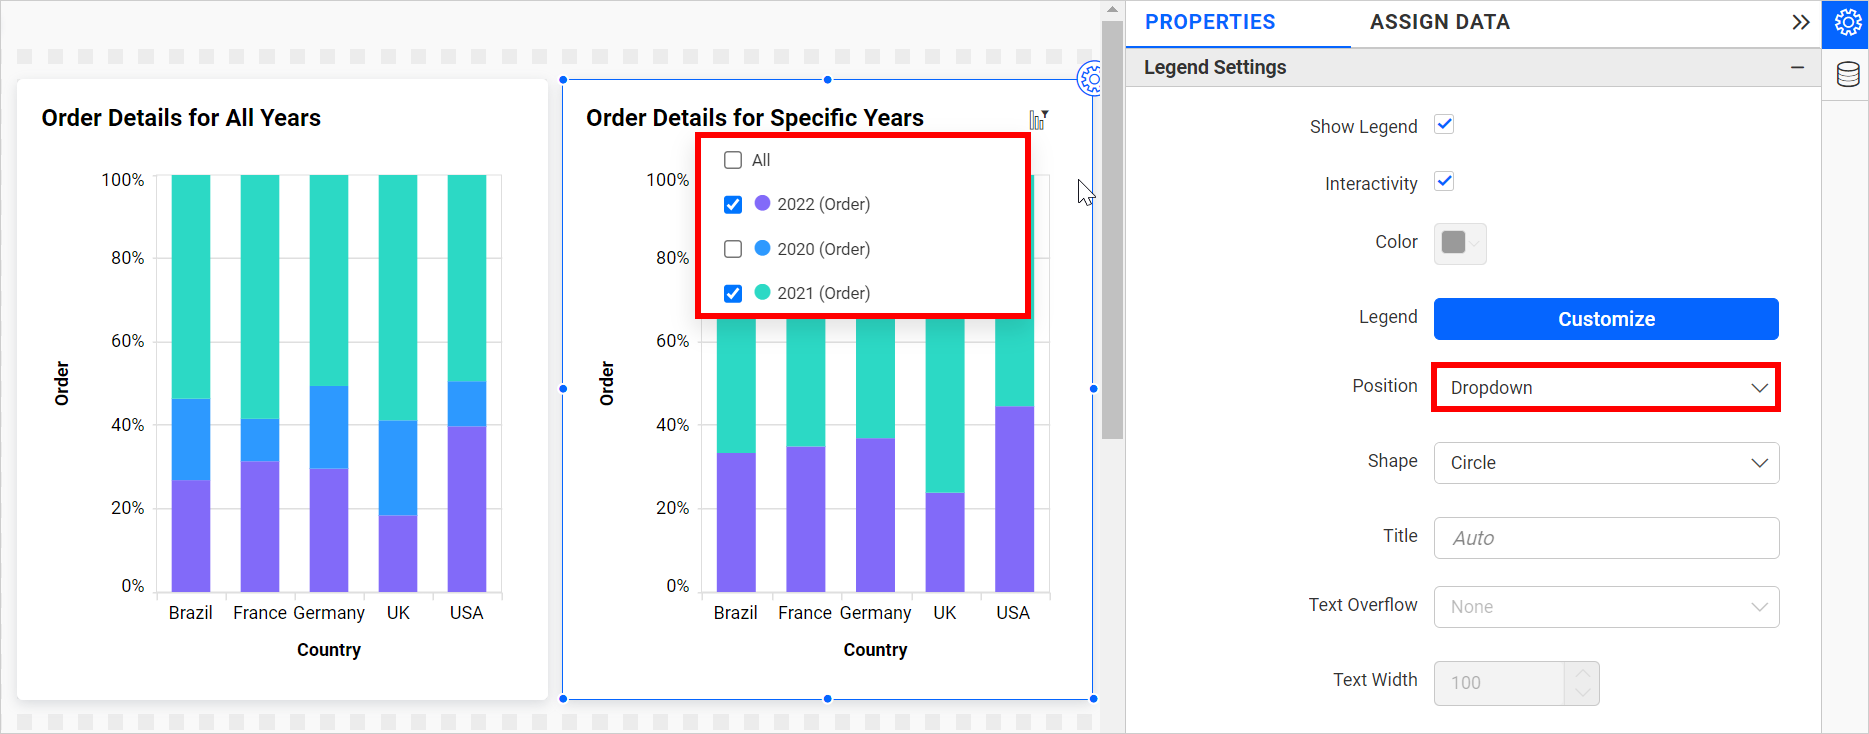 Order Details for All Years
100%
80%
60%
40%
20%
0%
Order
Brazil France Germany UK USA
Country
Order Details for Specific Years
All
2022 (Order)
2020 (Order)
2021 (Order)
100%
80%
60%
40%
20%
0%
Order
Brazil France Germany UK USA
Country
PROPERTIES ASSIGN DATA
Legend Settings
Show Legend
Interactivity
Color
Legend Customize
Position Dropdown
Shape Circle
Title Auto
Text Overflow None
Text Width 100